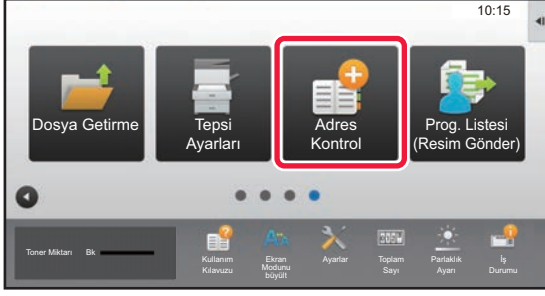 10:15
Dosya Getirme
Tepsi
Ayarları
Adres
Kontrol
Prog. Listesi
(Resim Gönder)
Toner Miktarı Bk
Kullanım
Kılavuzu
Ekran
Modunu
büyült
Ayarlar
Toplam
Sayı
Parlaklık
Ayarı
İş
Durumu